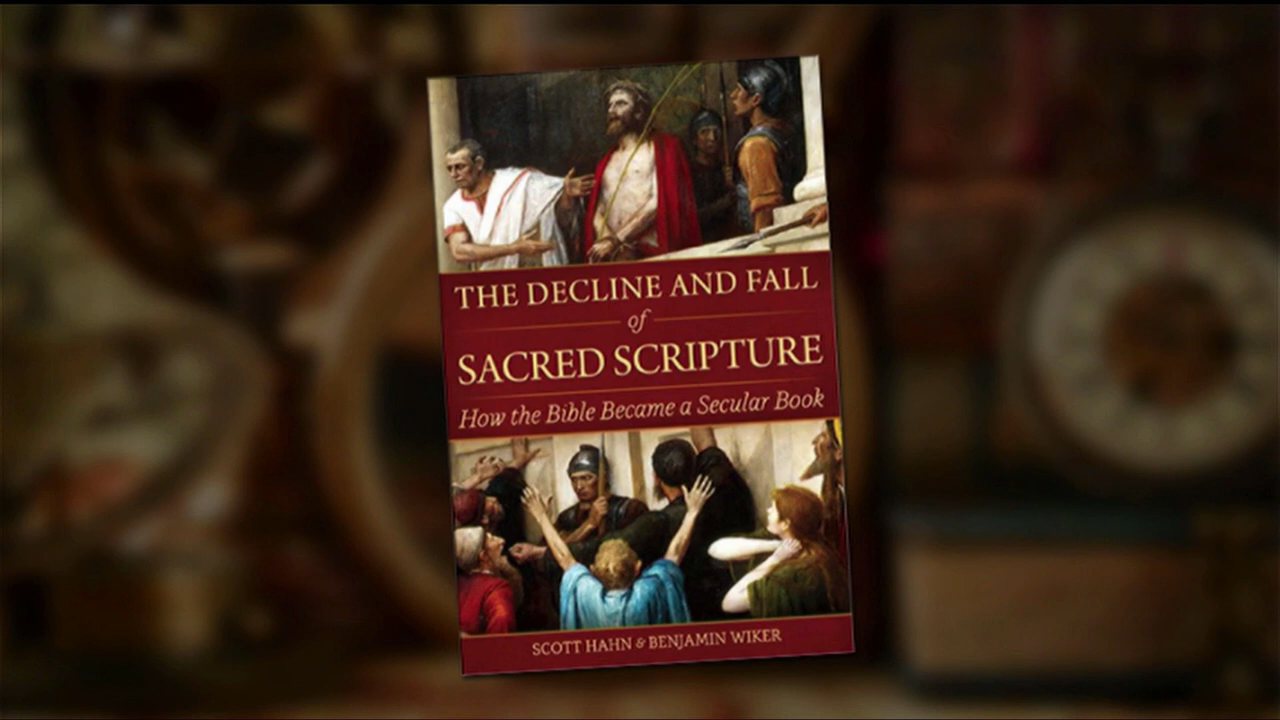 THE DECLINE AND FALL
of
SACRED SCRIPTURE
How the Bible Became a Secular Book
SCOTT HAHN & BENJAMIN WIKER